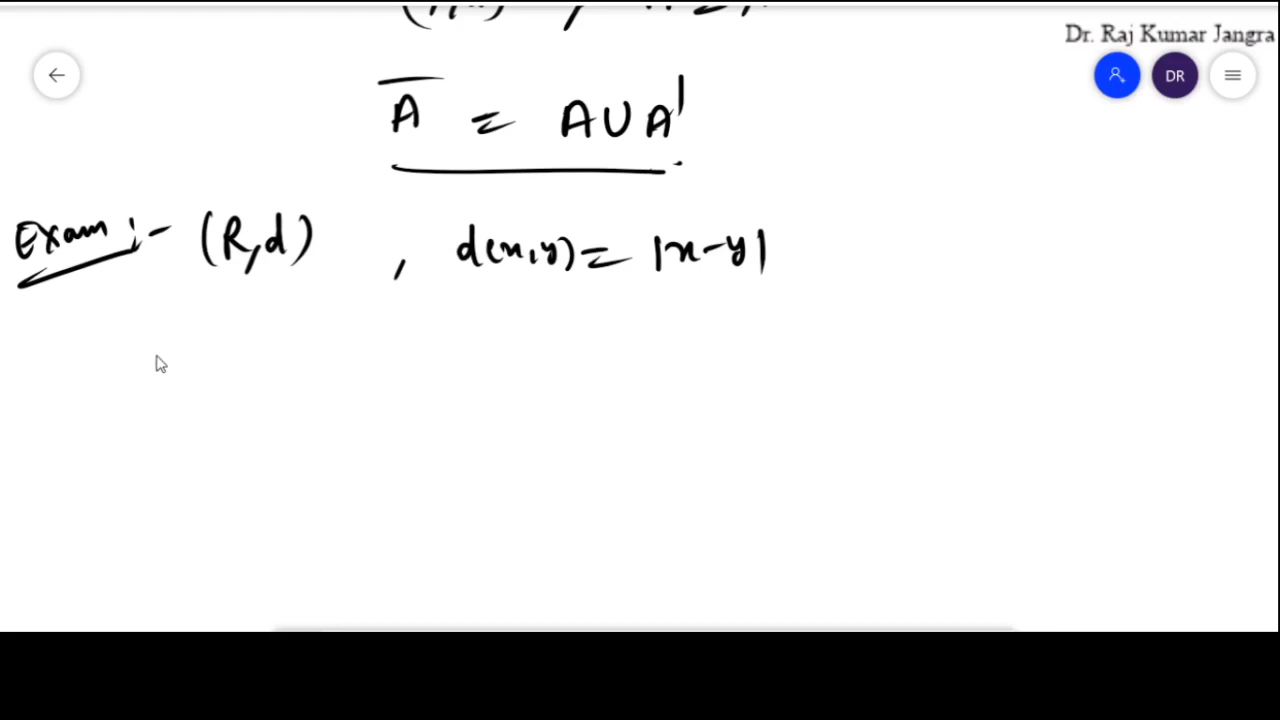 Dr. Raj Kumar Jangra
DR
A̅ = A∪A'
Exam :- (R,d) , d(x,y) = |x-y|